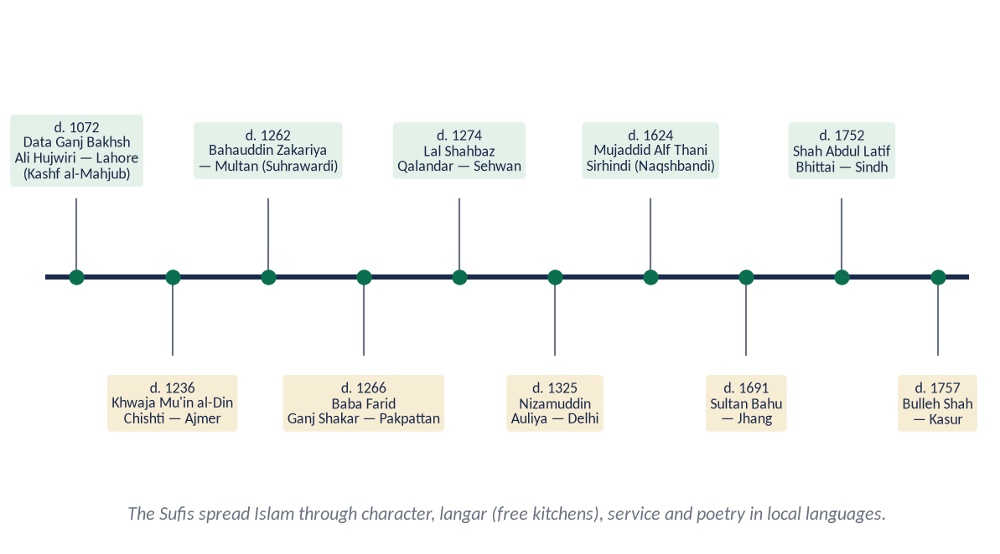 d. 1072
Data Ganj Bakhsh
Ali Hujwiri — Lahore
(Kashf al-Mahjub)
d. 1262
Bahauddin Zakariya
— Multan (Suhrawardi)
d. 1274
Lal Shahbaz
Qalandar — Sehwan
d. 1624
Mujaddid Alf Thani
Sirhindi (Naqshbandi)
d. 1752
Shah Abdul Latif
Bhittai — Sindh
d. 1236
Khwaja Mu'in al-Din
Chishti — Ajmer
d. 1266
Baba Farid
Ganj Shakar — Pakpattan
d. 1325
Nizamuddin
Auliya — Delhi
d. 1691
Sultan Bahu
— Jhang
d. 1757
Bulleh Shah
— Kasur
The Sufis spread Islam through character, langar (free kitchens), service and poetry in local languages.